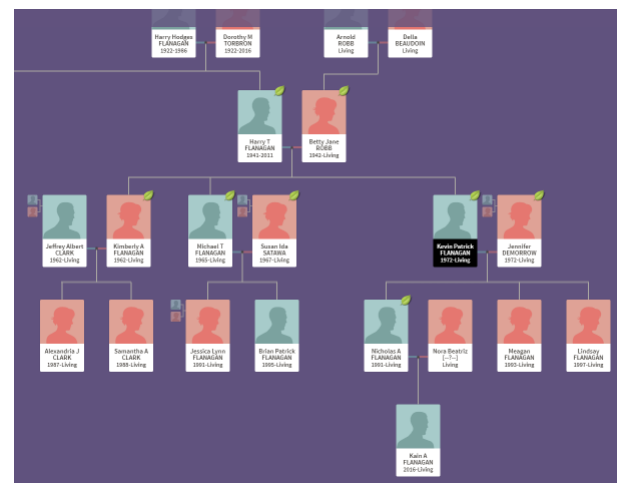 Harry Hodges
FLANAGAN
1922-1996
Dorothy M
TORBRON
1922-2016
Arnold
ROBB
Living
Della
BEAUDOIN
Living
Harry T
FLANAGAN
1941-2011
Betty Jane
ROBB
1942-Living
Jeffrey Albert
CLARK
1962-Living
Kimberly A
FLANAGAN
1962-Living
Michael T
FLANAGAN
1965-Living
Susan Ida
SATAWA
1967-Living
Kevin Patrick
FLANAGAN
1972-Living
Jennifer
DEMORROW
1972-Living
Alexandria J
CLARK
1987-Living
Samantha A
CLARK
1988-Living
Jessica Lynn
FLANAGAN
1991-Living
Brian Patrick
FLANAGAN
1995-Living
Nicholas A
FLANAGAN
1991-Living
Nora Beatriz
[--?--]
Living
Meagan
FLANAGAN
1993-Living
Lindsay
FLANAGAN
1997-Living
Kain A
FLANAGAN
2016-Living